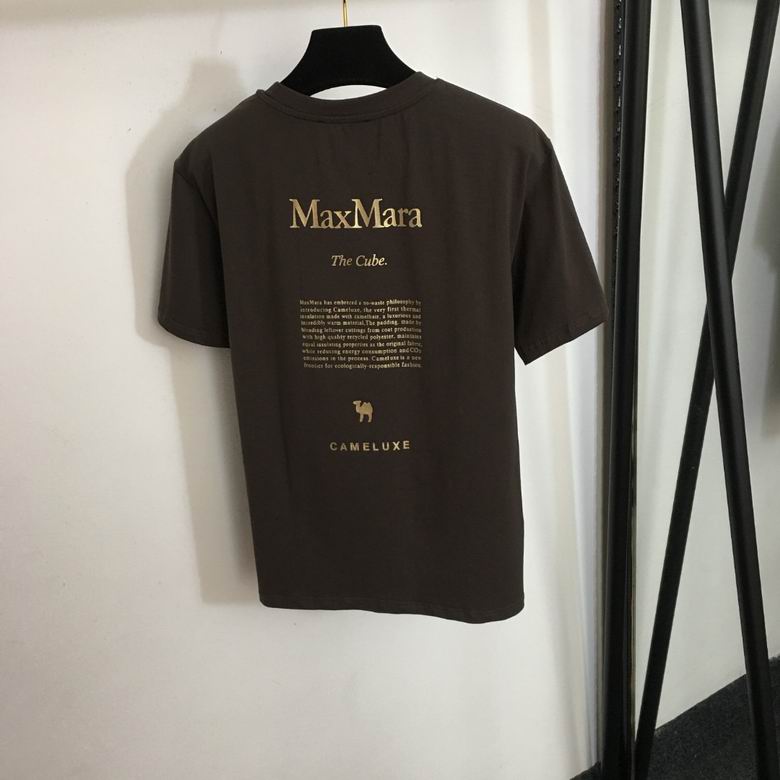 MaxMara
The Cube.
MaxMara has embreced a no-waste philosophy by
introducing Cameluxe, the very first thermal
insulation made with camelhair, a luxurious and
incredibly warm material.The padding. made by
blending leftover cuttings from coat production
with high quality recycled polyester, maintains
equal insulating properties as the original fabric,
while reducing energy consumption and CO2
emissions in the process. Cameluxe is a new
frontier for ecologically-responsible fashion.
CAMELUXE